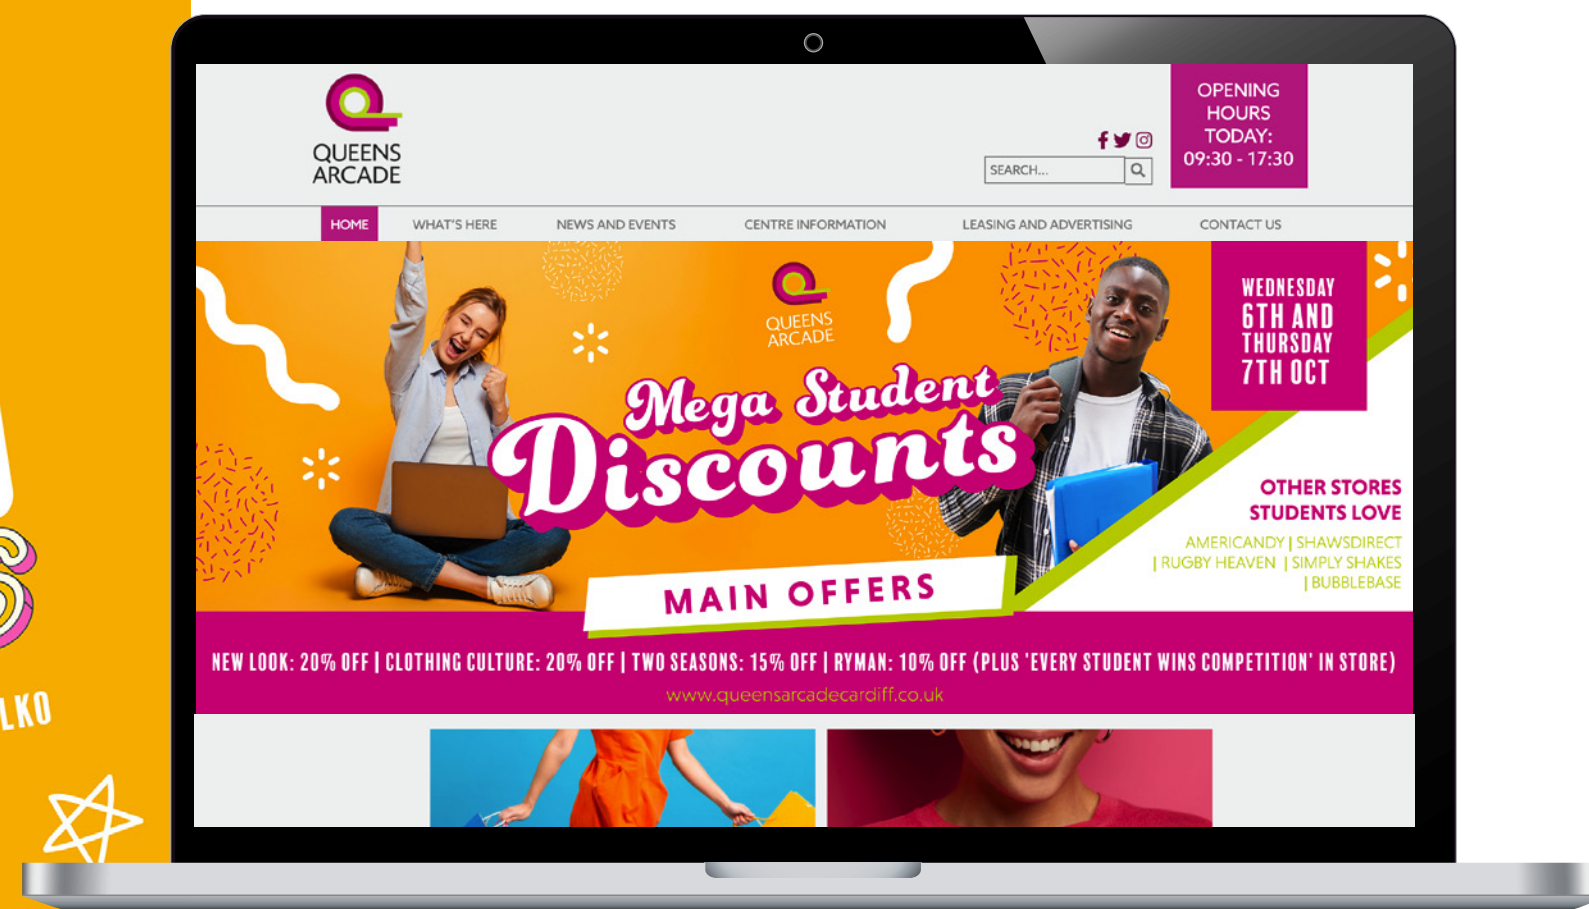 QUEENS
ARCADE
OPENING
HOURS
TODAY:
09:30 - 17:30
SEARCH...
HOME
WHAT'S HERE
NEWS AND EVENTS
CENTRE INFORMATION
LEASING AND ADVERTISING
CONTACT US
QUEENS
ARCADE
Mega Student
Discounts
WEDNESDAY
6TH AND
THURSDAY
7TH OCT
OTHER STORES
STUDENTS LOVE
AMERICANDY | SHAWSDIRECT
| RUGBY HEAVEN | SIMPLY SHAKES
| BUBBLEBASE
MAIN OFFERS
NEW LOOK: 20% OFF | CLOTHING CULTURE: 20% OFF | TWO SEASONS: 15% OFF | RYMAN: 10% OFF (PLUS 'EVERY STUDENT WINS COMPETITION' IN STORE)
www.queensarcadecardiff.co.uk
LKO